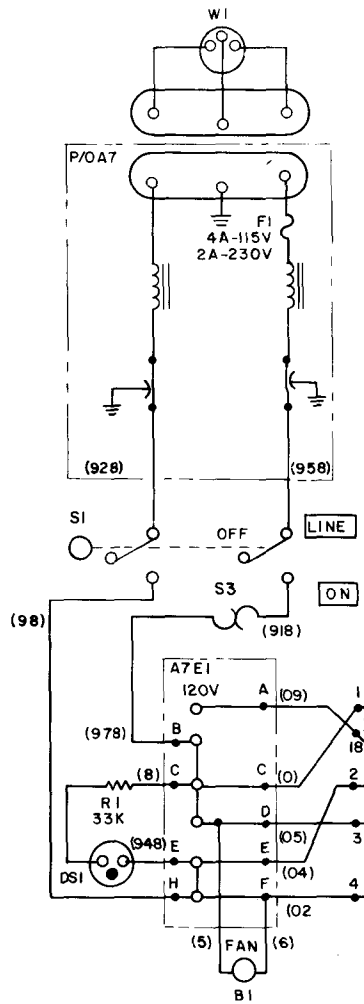 W1
P/O A7
F1
4A-115V
2A-230V
(928)
(958)
S1
OFF
LINE
S3
ON
(98)
(918)
A7E1
120V
A
(09)
1
(978)
B
18
(8)
C
C
(0)
2
R1
33K
D
(05)
3
(948)
E
E
(04)
DS1
H
F
(02
4
(5)
FAN
(6)
B1